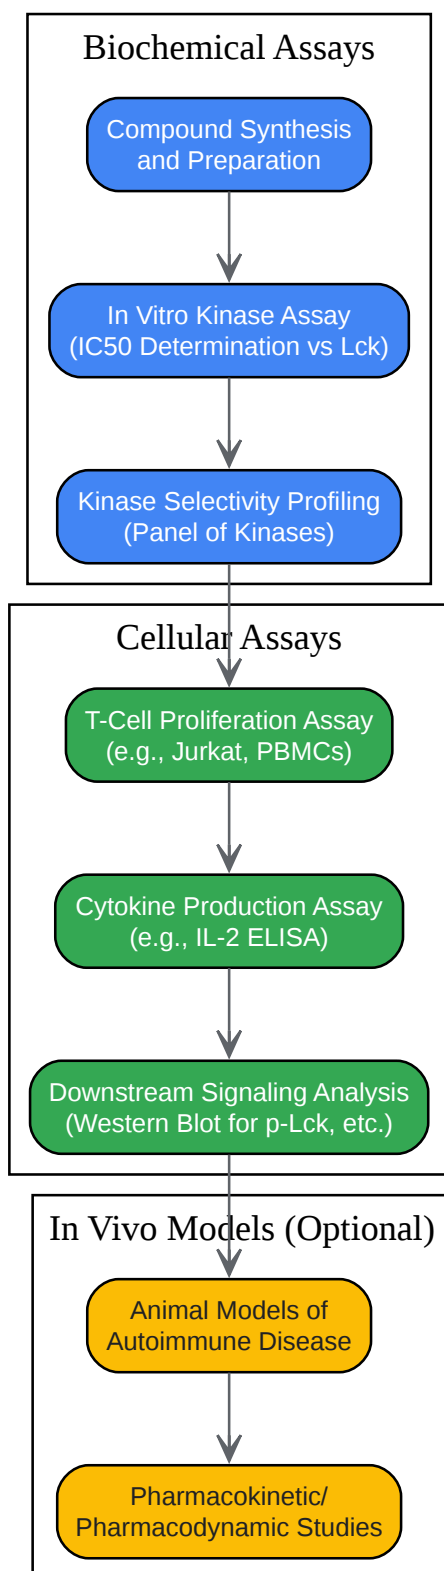 Biochemical Assays
Compound Synthesis
and Preparation
In Vitro Kinase Assay
(IC50 Determination vs Lck)
Kinase Selectivity Profiling
(Panel of Kinases)
Cellular Assays
T-Cell Proliferation Assay
(e.g., Jurkat, PBMCs)
Cytokine Production Assay
(e.g., IL-2 ELISA)
Downstream Signaling Analysis
(Western Blot for p-Lck, etc.)
In Vivo Models (Optional)
Animal Models of
Autoimmune Disease
Pharmacokinetic/
Pharmacodynamic Studies